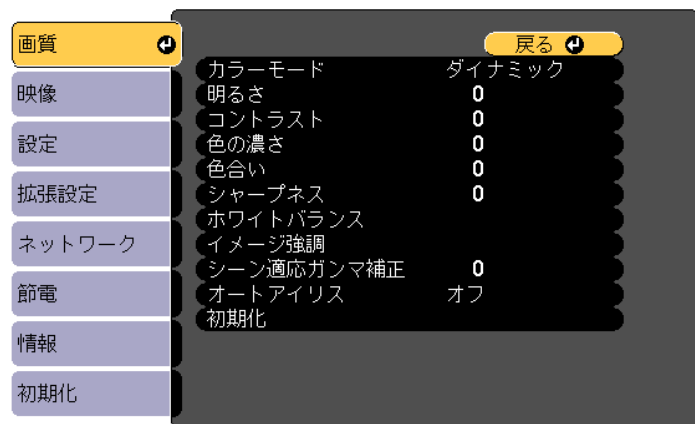 画質
映像
設定
拡張設定
ネットワーク
節電
情報
初期化
戻る
カラーモード ダイナミック
明るさ 0
コントラスト 0
色の濃さ 0
色合い 0
シャープネス 0
ホワイトバランス
イメージ強調
シーン適応ガンマ補正 0
オートアイリス オフ
初期化